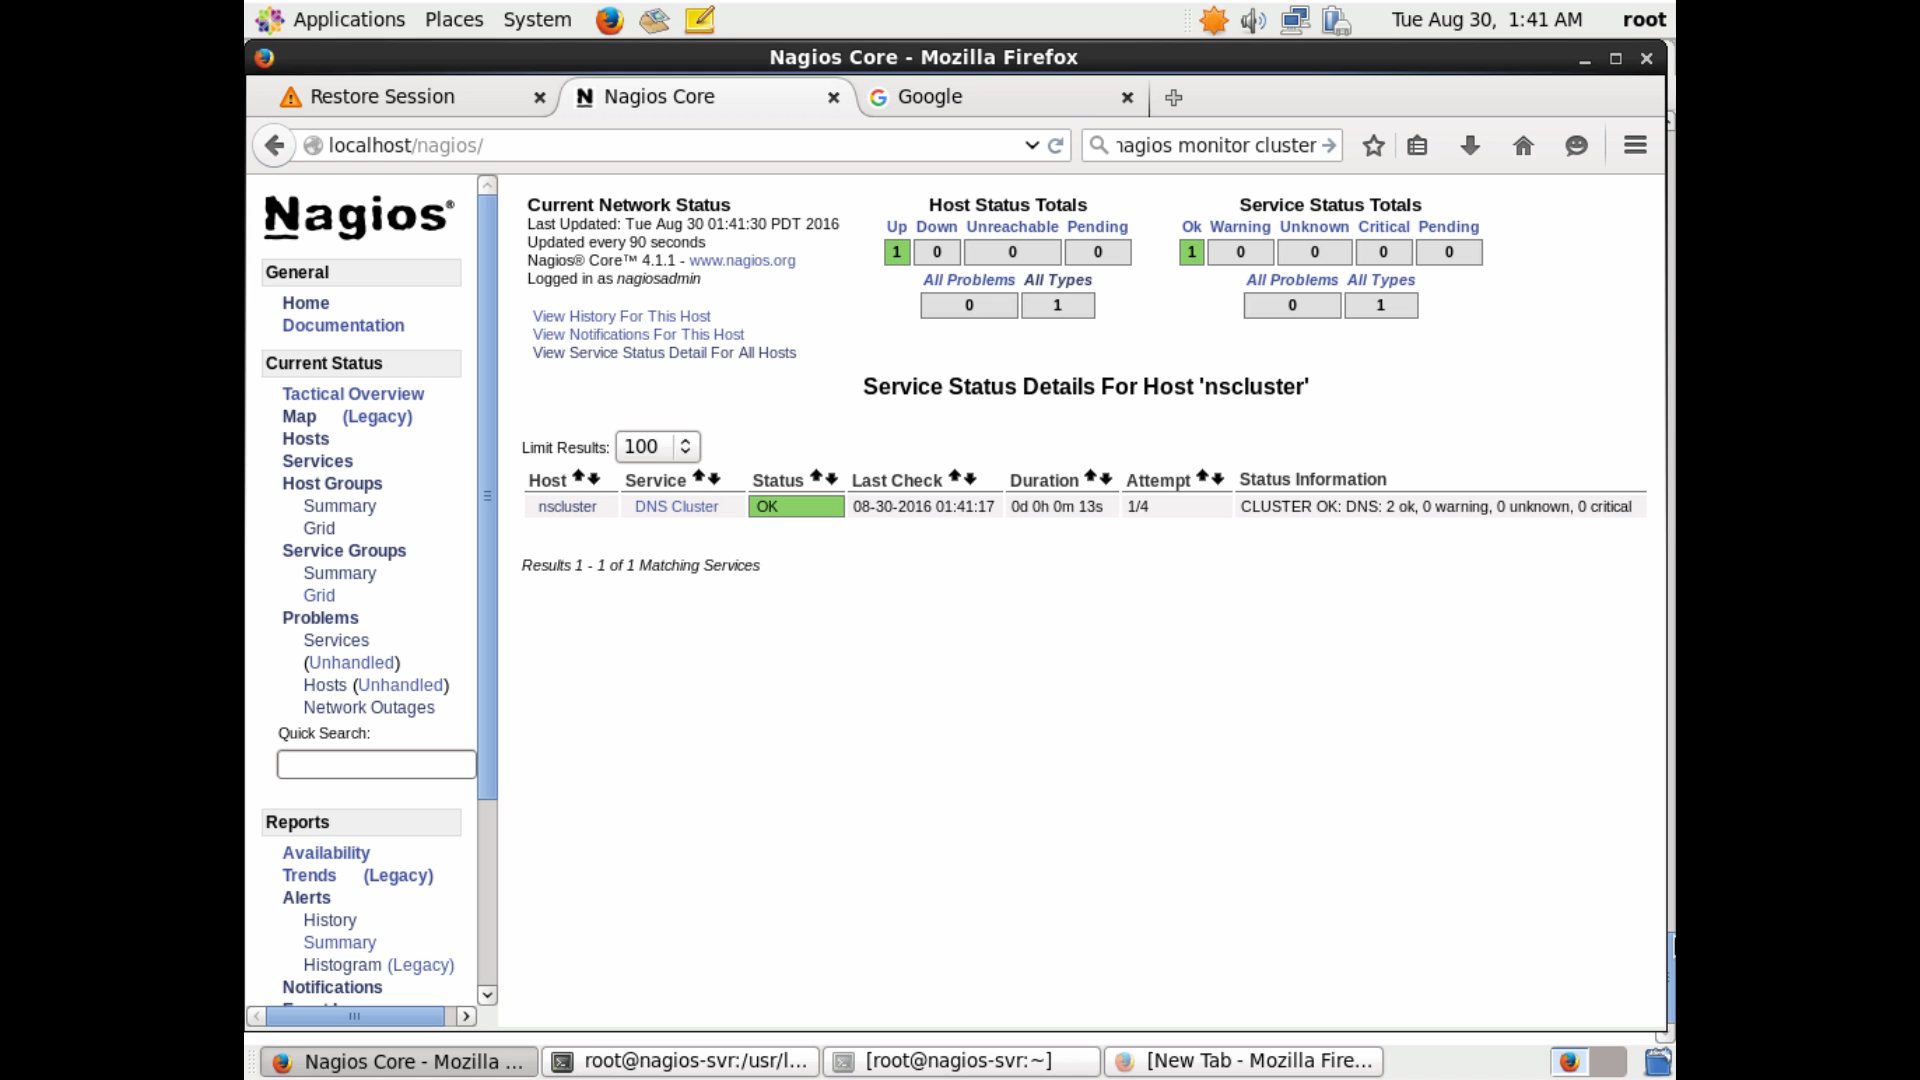 Applications Places System Tue Aug 30, 1:41 AM root
Nagios Core - Mozilla Firefox
Restore Session Nagios Core Google
localhost/nagios/ nagios monitor cluster
Nagios®
General
Home
Documentation
Current Status
Tactical Overview
Map (Legacy)
Hosts
Services
Host Groups
Summary
Grid
Service Groups
Summary
Grid
Problems
Services
(Unhandled)
Hosts (Unhandled)
Network Outages
Quick Search:
Reports
Availability
Trends (Legacy)
Alerts
History
Summary
Histogram (Legacy)
Notifications
Current Network Status
Last Updated: Tue Aug 30 01:41:30 PDT 2016
Updated every 90 seconds
Nagios® Core™ 4.1.1 - www.nagios.org
Logged in as nagiosadmin
View History For This Host
View Notifications For This Host
View Service Status Detail For All Hosts
Host Status Totals
Up Down Unreachable Pending
1 0 0 0
All Problems All Types
0 1
Service Status Totals
Ok Warning Unknown Critical Pending
1 0 0 0 0
All Problems All Types
0 1
Service Status Details For Host 'nscluster'
Limit Results: 100
Host Service Status Last Check Duration Attempt Status Information
nscluster DNS Cluster OK 08-30-2016 01:41:17 0d 0h 0m 13s 1/4 CLUSTER OK: DNS: 2 ok, 0 warning, 0 unknown, 0 critical
Results 1 - 1 of 1 Matching Services
Nagios Core - Mozilla ... root@nagios-svr:/usr/l... [root@nagios-svr:~] [New Tab - Mozilla Fire...